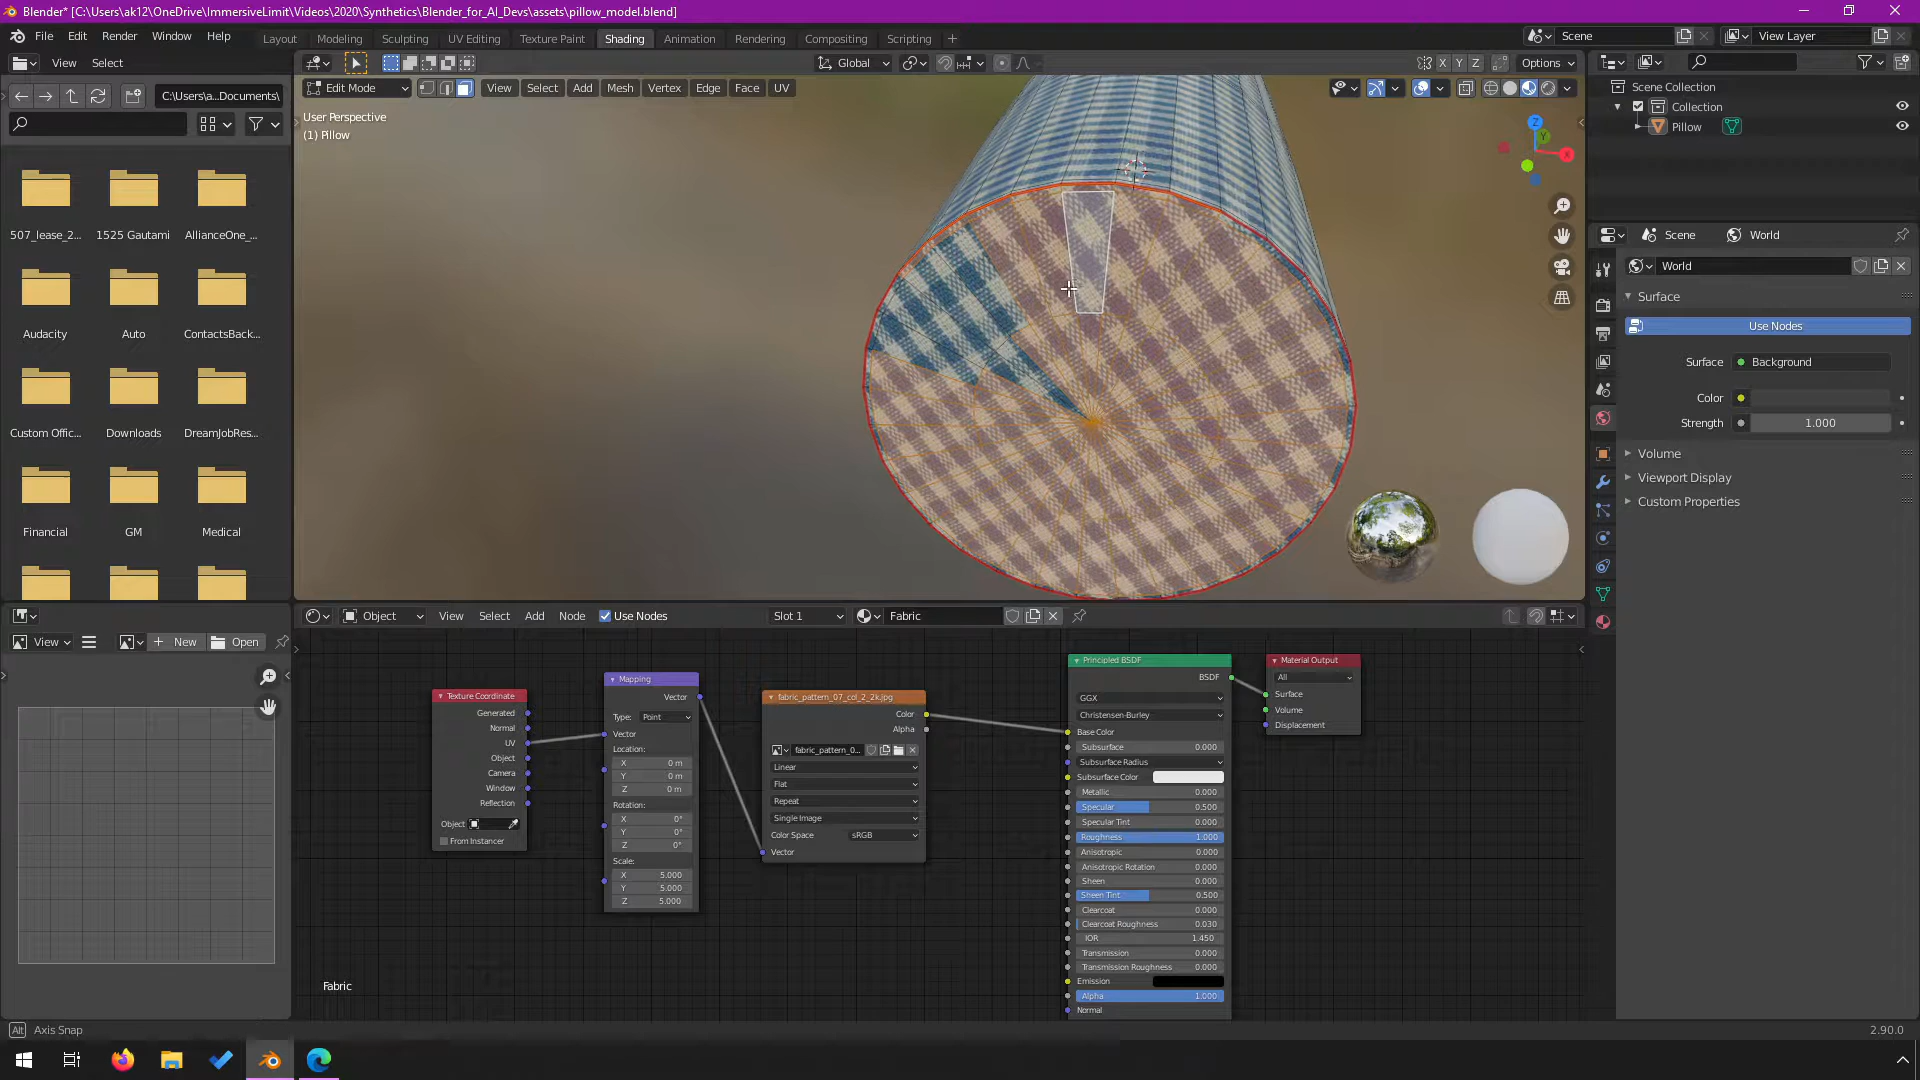 Blender* [C:\Users\ak12\OneDrive\ImmersiveLimit\Videos\2020\Synthetics\Blender_for_AI_Devs\assets\pillow_model.blend]
File Edit Render Window Help Layout Modeling Sculpting UV Editing Texture Paint Shading Animation Rendering Compositing Scripting Scene View Layer
View Select Global X Y Z Options
C:\Users\a...Documents\ Edit Mode View Select Add Mesh Vertex Edge Face UV
User Perspective
(1) Pillow
Scene Collection
Collection
Pillow
507_lease_2... 1525 Gautami AllianceOne_...
Audacity Auto ContactsBack...
Custom Offic... Downloads DreamJobRes...
Financial GM Medical
Z
Y
X
Scene World
World
Surface
Use Nodes
Surface Background
Color
Strength 1.000
Volume
Viewport Display
Custom Properties
View New Open
Object View Select Add Node Use Nodes Slot 1 Fabric
Texture Coordinate
Generated
Normal
UV
Object
Camera
Window
Reflection
Object:
From Instancer
Mapping
Vector
Type: Point
Vector
Location:
X 0 m
Y 0 m
Z 0 m
Rotation:
X 0°
Y 0°
Z 0°
Scale:
X 5.000
Y 5.000
Z 5.000
fabric_pattern_07_col_2_2k.jpg
Color
Alpha
fabric_pattern_0...
Linear
Flat
Repeat
Single Image
Color Space sRGB
Vector
Principled BSDF
BSDF
GGX
Christensen-Burley
Base Color
Subsurface 0.000
Subsurface Radius
Subsurface Color
Metallic 0.000
Specular 0.500
Specular Tint 0.000
Roughness 1.000
Anisotropic 0.000
Anisotropic Rotation 0.000
Sheen 0.000
Sheen Tint 0.500
Clearcoat 0.000
Clearcoat Roughness 0.030
IOR 1.450
Transmission 0.000
Transmission Roughness 0.000
Emission
Alpha 1.000
Normal
Material Output
All
Surface
Volume
Displacement
Fabric
Alt Axis Snap 2.90.0